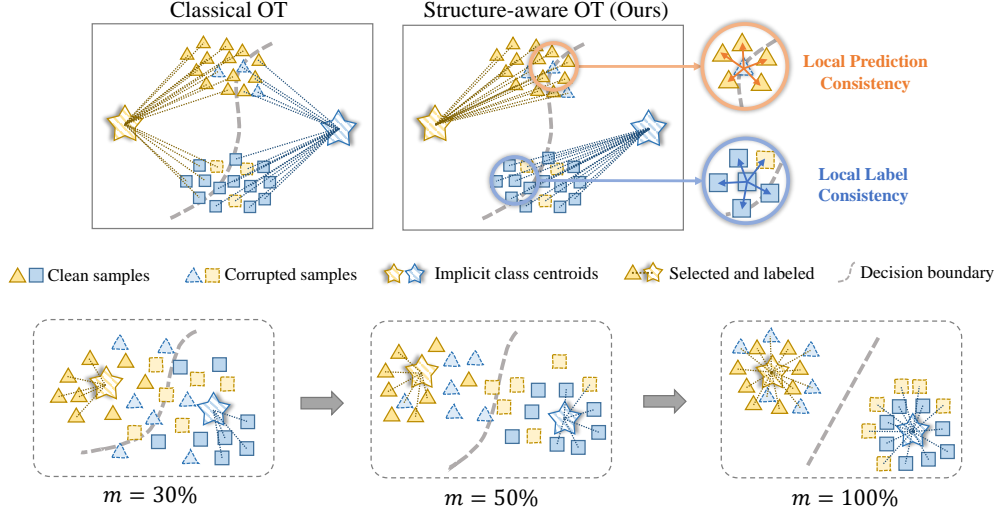 Classical OT
Structure-aware OT (Ours)
Local Prediction
Consistency
Local Label
Consistency
Clean samples
Corrupted samples
Implicit class centroids
Selected and labeled
Decision boundary
m = 30%
m = 50%
m = 100%